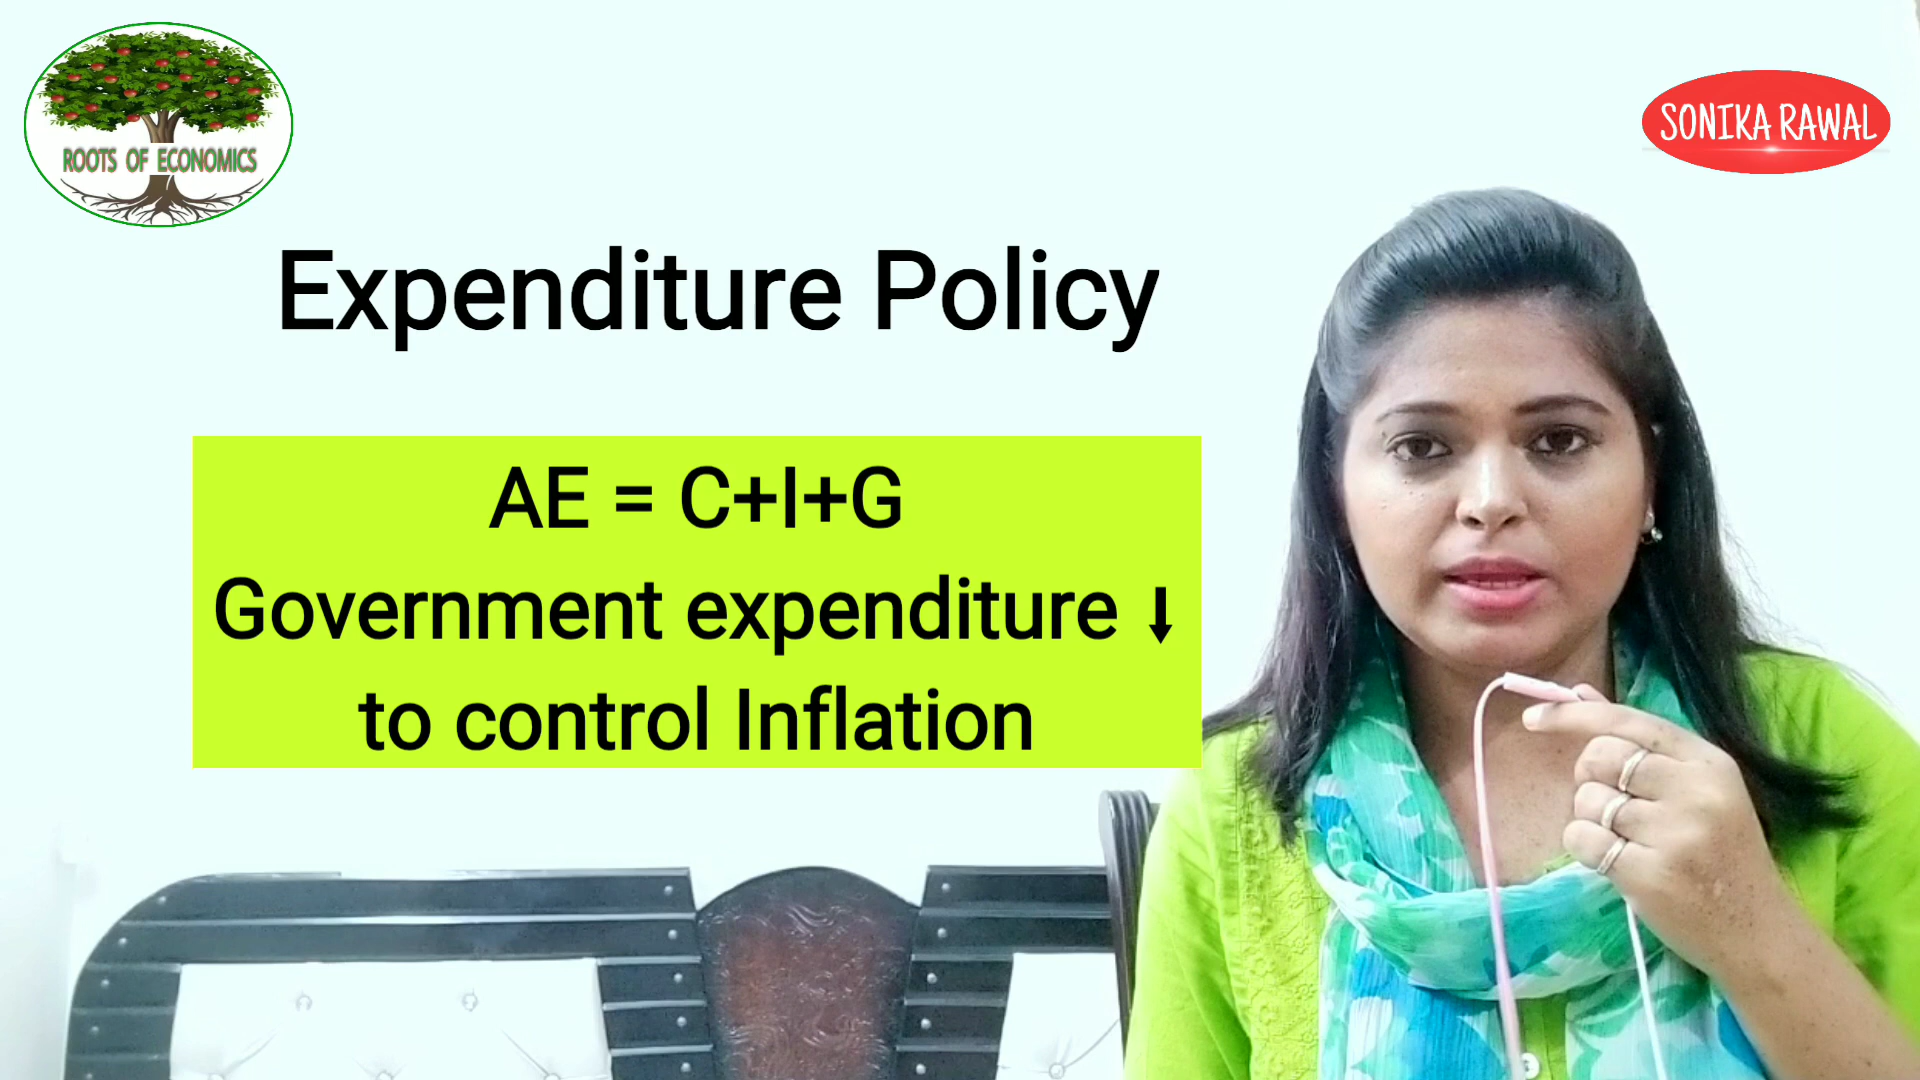 ROOTS OF ECONOMICS
SONIKA RAWAL
Expenditure Policy
AE = C+I+G
Government expenditure ⬇
to control Inflation